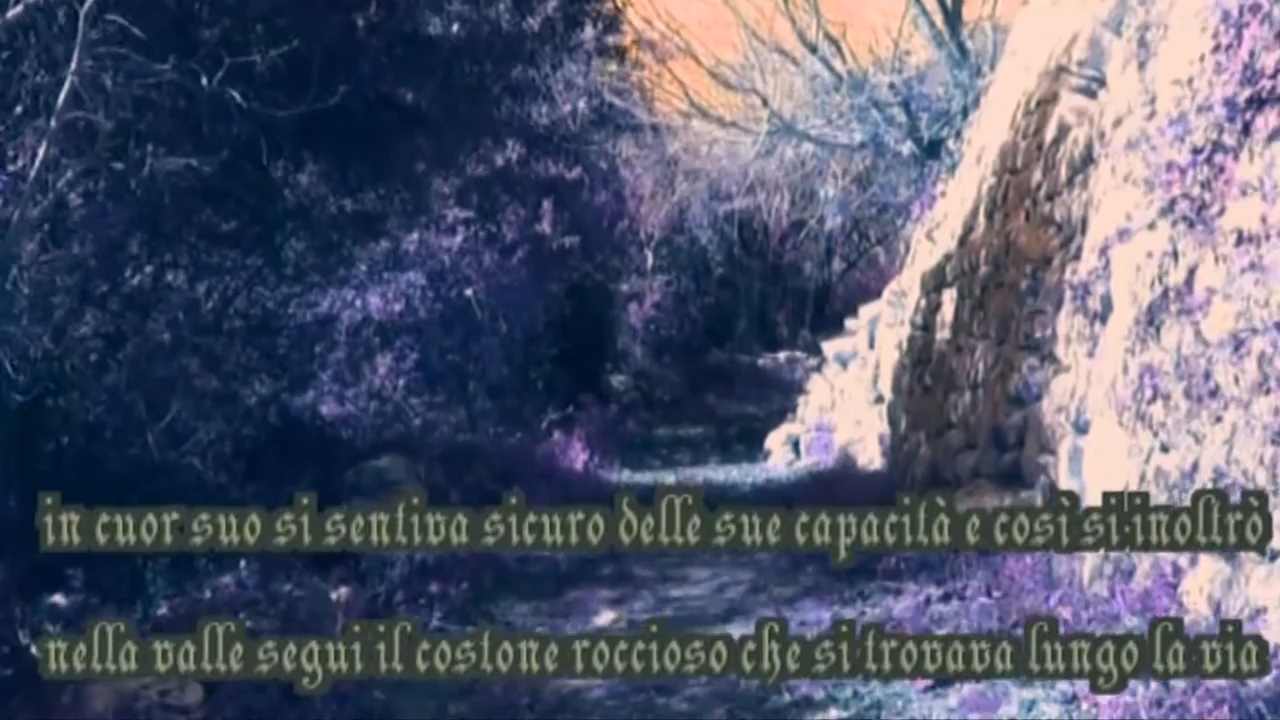 in cuor suo si sentiva sicuro delle sue capacità e così si inoltrò
nella valle segui il costone roccioso che si trovava lungo la via